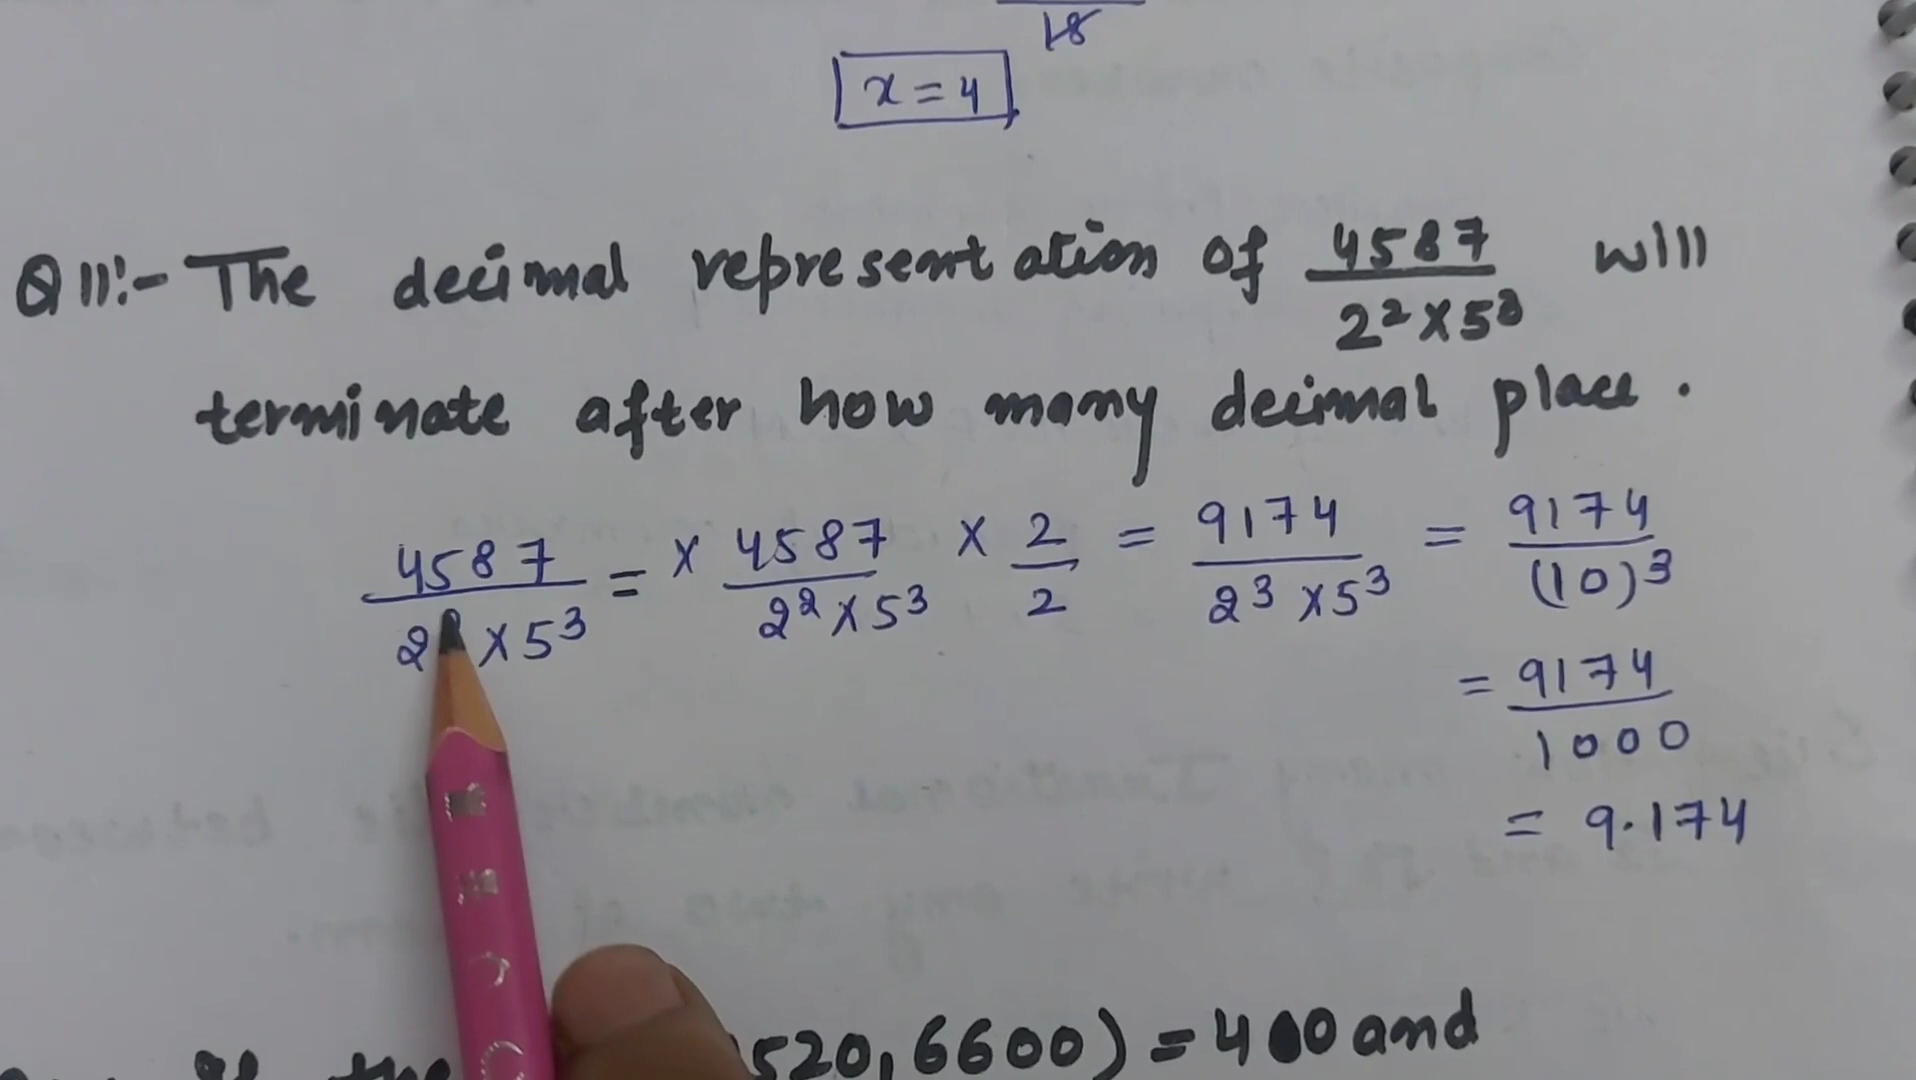 18
x = 4
Q11:- The decimal representation of 4587 / 2² × 5³ will
terminate after how many decimal place.
4587 / 2² × 5³ = × 4587 / 2² × 5³ × 2 / 2 = 9174 / 2³ × 5³ = 9174 / (10)³
= 9174 / 1000
= 9.174
the 520, 6600) = 400 and